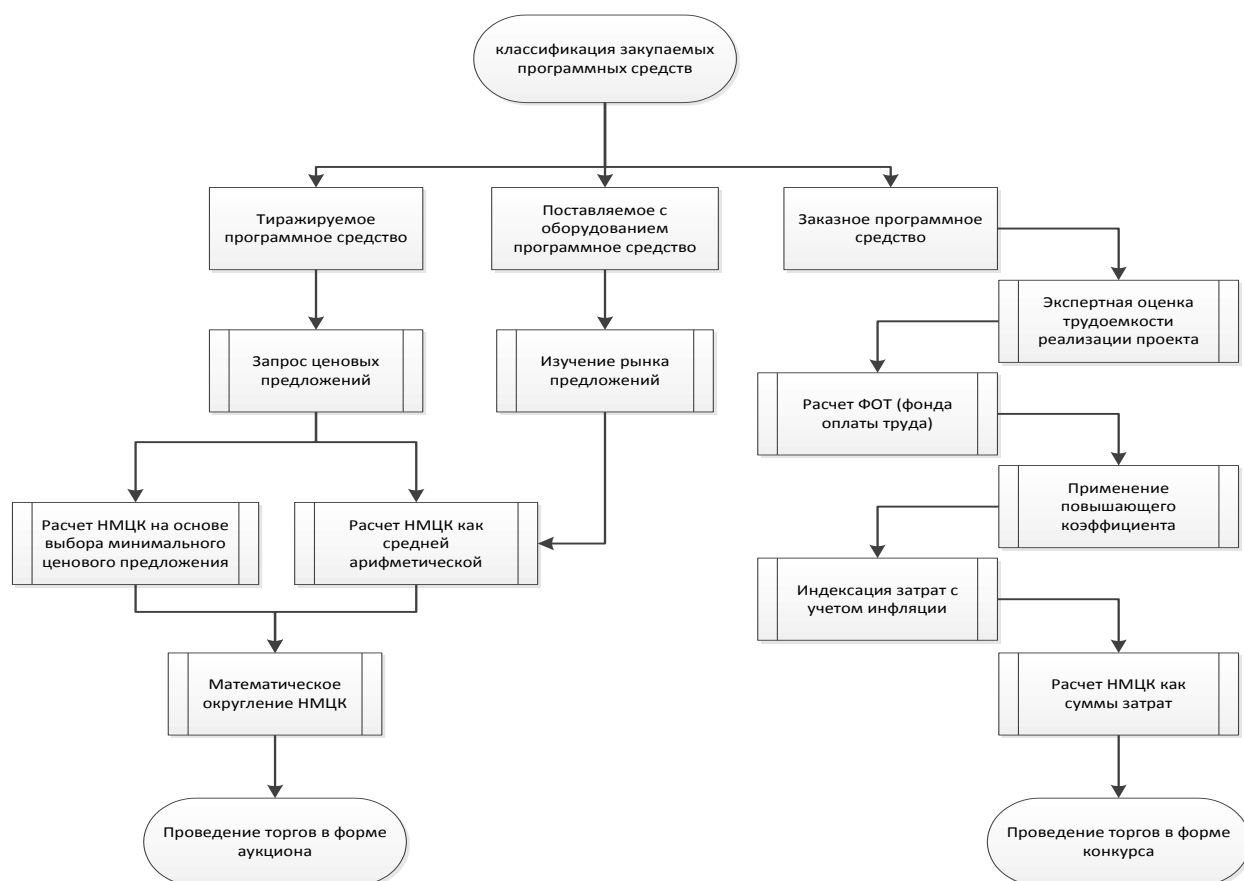 классификация закупаемых
программных средств
Тиражируемое
программное средство
Поставляемое с
оборудованием
программное средство
Заказное программное
средство
Экспертная оценка
трудоемкости
реализации проекта
Запрос ценовых
предложений
Изучение рынка
предложений
Расчет ФОТ (фонда
оплаты труда)
Применение
повышающего
коэффициента
Расчет НМЦК на основе
выбора минимального
ценового предложения
Расчет НМЦК как
средней
арифметической
Индексация затрат с
учетом инфляции
Математическое
округление НМЦК
Расчет НМЦК как
суммы затрат
Проведение торгов в форме
аукциона
Проведение торгов в форме
конкурса